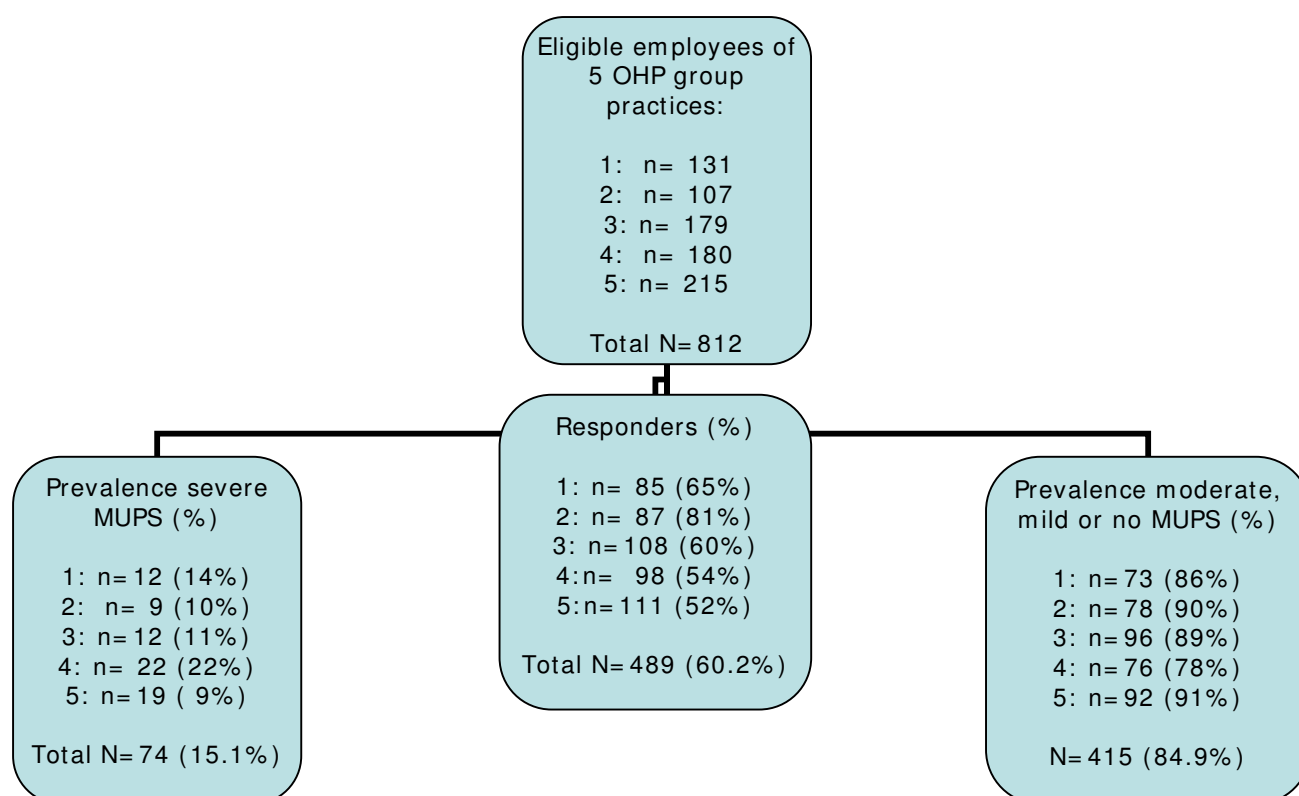 Eligible employees of
5 OHP group
practices:
1: n= 131
2: n= 107
3: n= 179
4: n= 180
5: n= 215
Total N= 812
Responders (%)
1: n= 85 (65%)
2: n= 87 (81%)
3: n=108 (60%)
4:n= 98 (54%)
5:n=111 (52%)
Total N=489 (60.2%)
Prevalence severe
MUPS (%)
1: n=12 (14%)
2: n= 9 (10%)
3: n=12 (11%)
4: n= 22 (22%)
5: n=19 ( 9%)
Total N=74 (15.1%)
Prevalence moderate,
mild or no MUPS (%)
1: n=73 (86%)
2: n=78 (90%)
3: n=96 (89%)
4: n=76 (78%)
5: n=92 (91%)
N=415 (84.9%)